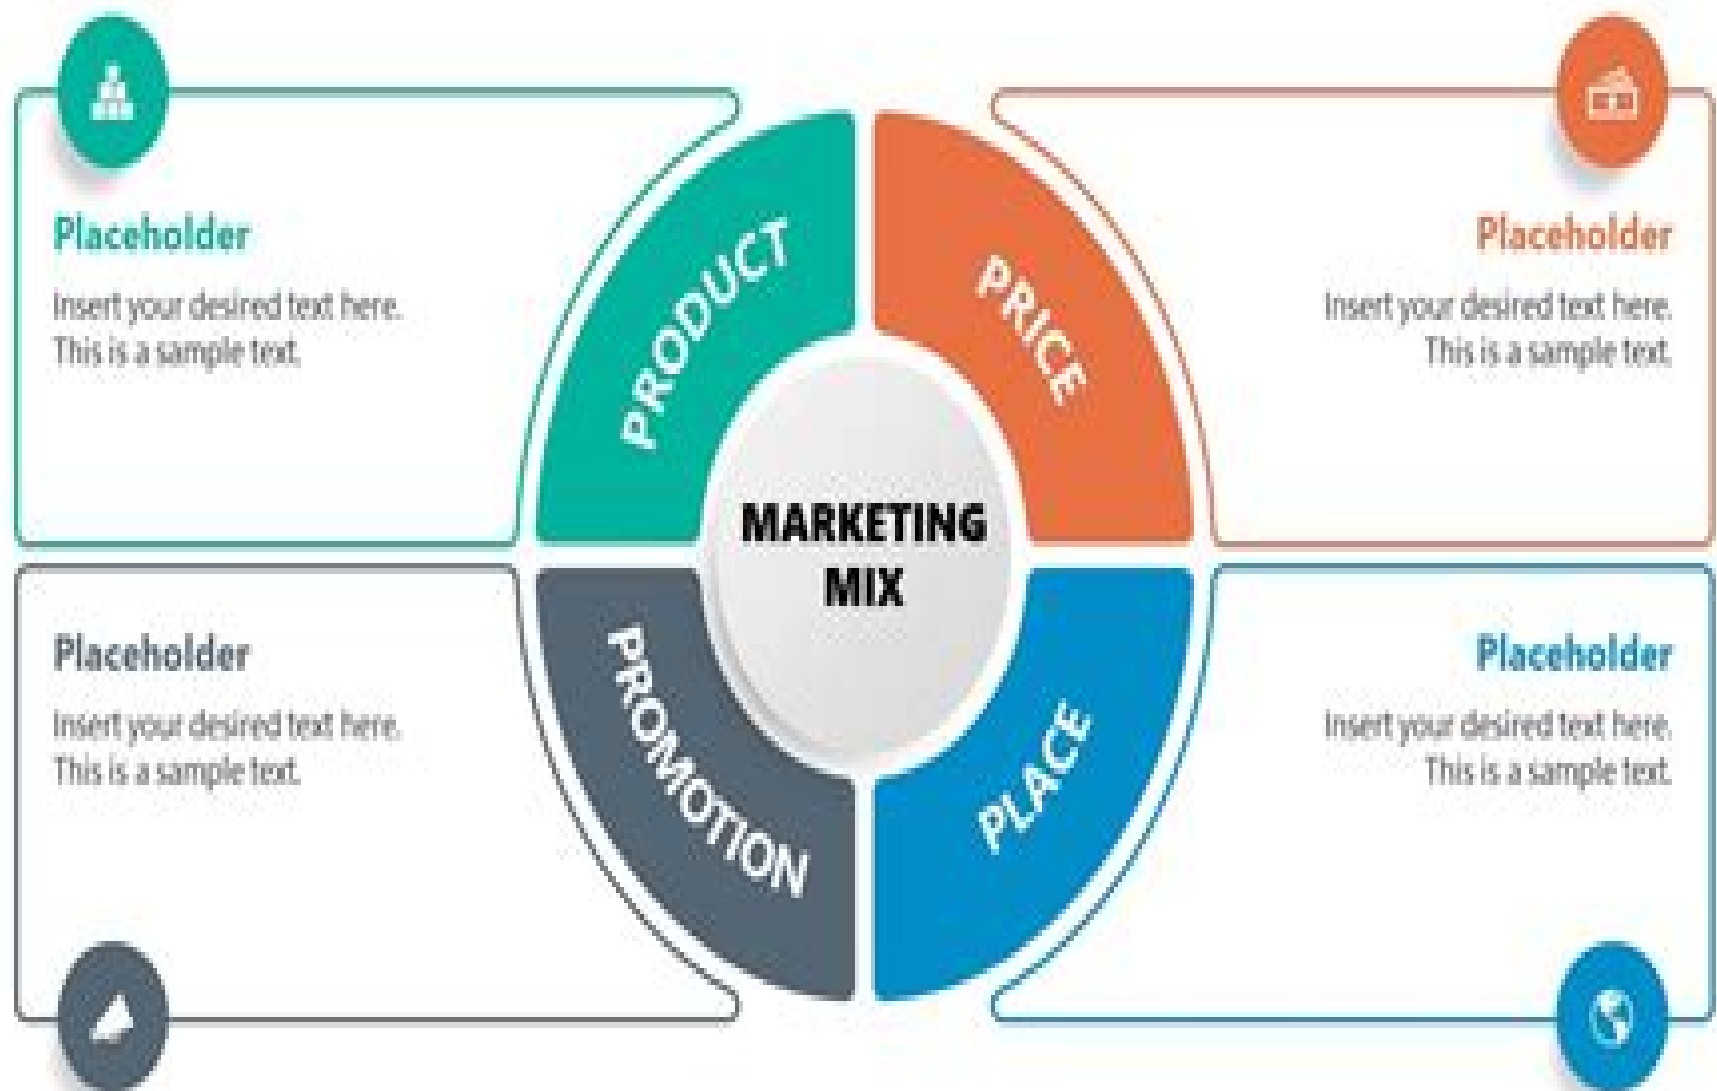 Placeholder
Insert your desired text here.
This is a sample text.
PRODUCT
PRICE
Placeholder
Insert your desired text here.
This is a sample text.
MARKETING
MIX
Placeholder
Insert your desired text here.
This is a sample text.
PROMOTION
PLACE
Placeholder
Insert your desired text here.
This is a sample text.